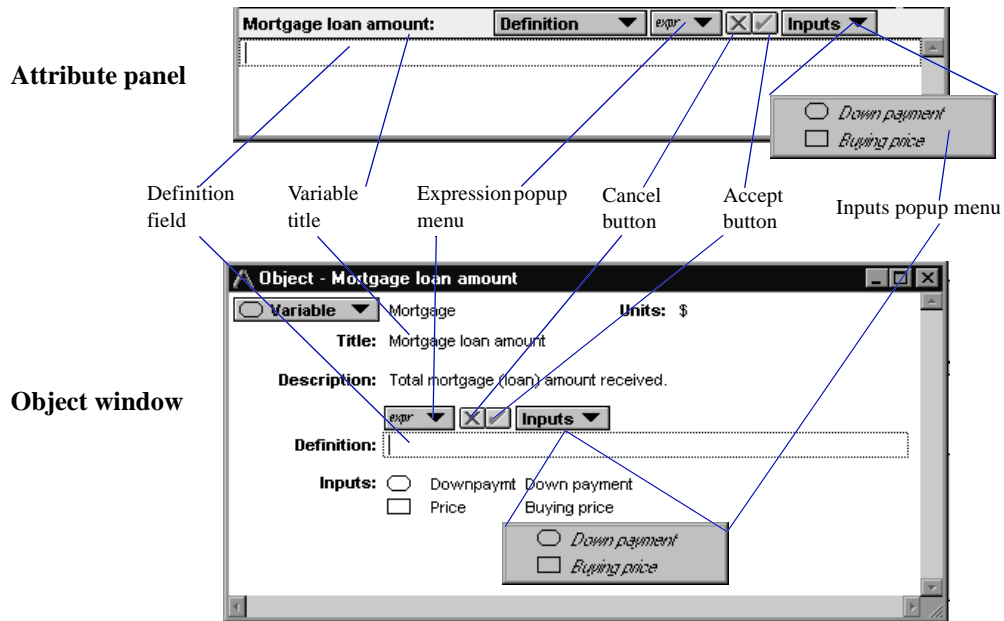 Mortgage loan amount: Definition expr Inputs
Attribute panel
Down payment
Buying price
Definition field
Variable title
Expression popup menu
Cancel button
Accept button
Inputs popup menu
Object - Mortgage loan amount
Variable Mortgage Units: $
Title: Mortgage loan amount
Description: Total mortgage (loan) amount received.
Object window
expr Inputs
Definition:
Inputs: Downpaymt Down payment
Price Buying price
Down payment
Buying price